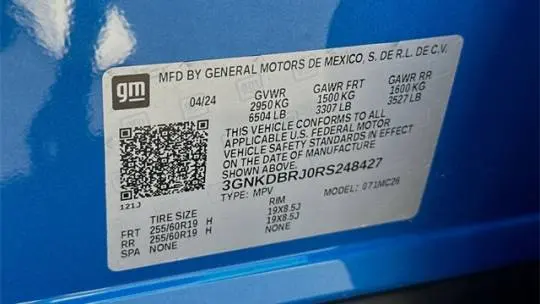 MFD BY GENERAL MOTORS DE MEXICO, S. DE R.L. DE C.V.
gm
04/24 GVWR GAWR FRT GAWR RR
2950 KG 1500 KG 1600 KG
6504 LB 3307 LB 3527 LB
THIS VEHICLE CONFORMS TO ALL
APPLICABLE U.S. FEDERAL MOTOR
VEHICLE SAFETY STANDARDS IN EFFECT
ON THE DATE OF MANUFACTURE
SHOWN ABOVE.
3GNKDBRJ0RS248427
TYPE: MPV MODEL: 071MC26
121J
TIRE SIZE RIM
FRT 255/60R19 H 19X8.5J
RR 255/60R19 H 19X8.5J
SPA NONE NONE